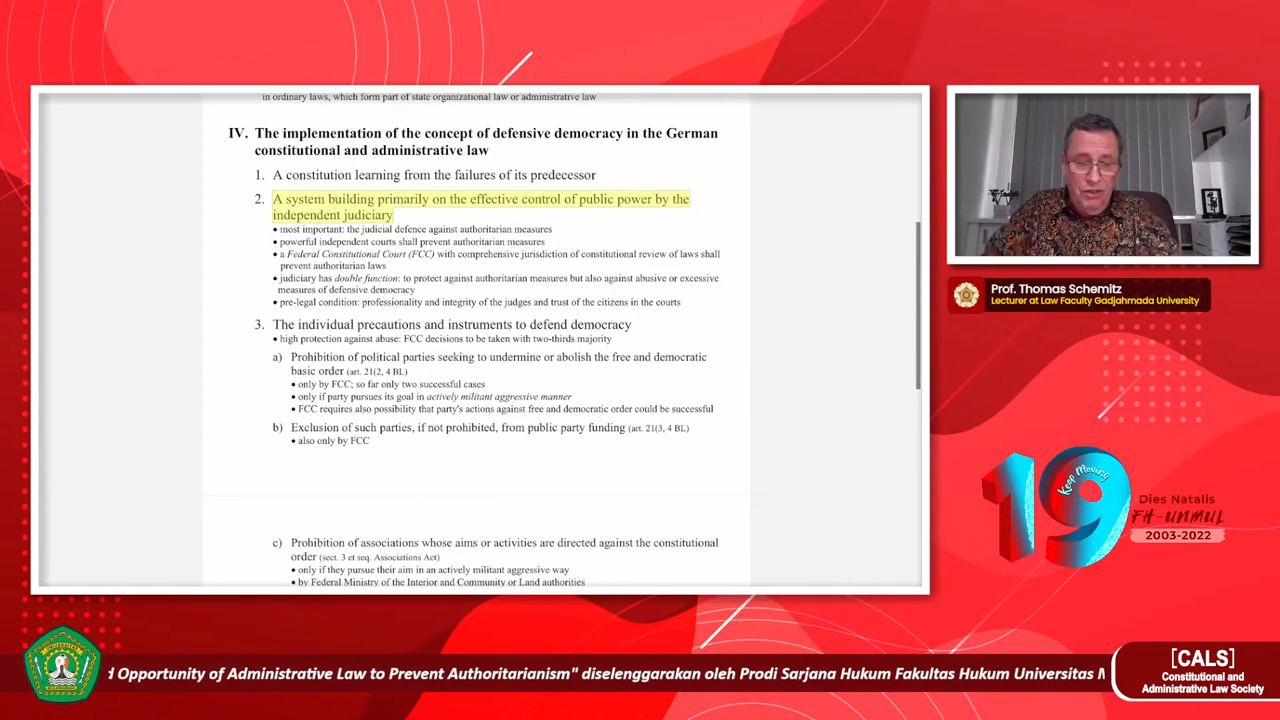 in ordinary laws, which form part of state organizational law or administrative law
IV. The implementation of the concept of defensive democracy in the German
constitutional and administrative law
1. A constitution learning from the failures of its predecessor
2. A system building primarily on the effective control of public power by the
independent judiciary
• most important: the judicial defence against authoritarian measures
• powerful independent courts shall prevent authoritarian measures
• a Federal Constitutional Court (FCC) with comprehensive jurisdiction of constitutional review of laws shall
prevent authoritarian laws
• judiciary has double function: to protect against authoritarian measures but also against abusive or excessive
measures of defensive democracy
• pre-legal condition: professionality and integrity of the judges and trust of the citizens in the courts
3. The individual precautions and instruments to defend democracy
• high protection against abuse: FCC decisions to be taken with two-thirds majority
a) Prohibition of political parties seeking to undermine or abolish the free and democratic
basic order (art. 21(2, 4 BL)
• only by FCC; so far only two successful cases
• only if party pursues its goal in actively militant aggressive manner
• FCC requires also possibility that party's actions against free and democratic order could be successful
b) Exclusion of such parties, if not prohibited, from public party funding (art. 21(3, 4 BL)
• also only by FCC
c) Prohibition of associations whose aims or activities are directed against the constitutional
order (sect. 3 et seq. Associations Act)
• only if they pursue their aim in an actively militant aggressive way
• by Federal Ministry of the Interior and Community or Land authorities
Prof. Thomas Schemitz
Lecturer at Law Faculty Gadjahmada University
19
Keep Moving
Dies Natalis
FH-UNMUL
2003-2022
d Opportunity of Administrative Law to Prevent Authoritarianism" diselenggarakan oleh Prodi Sarjana Hukum Fakultas Hukum Universitas
[CALS]
Constitutional and
Administrative Law Society